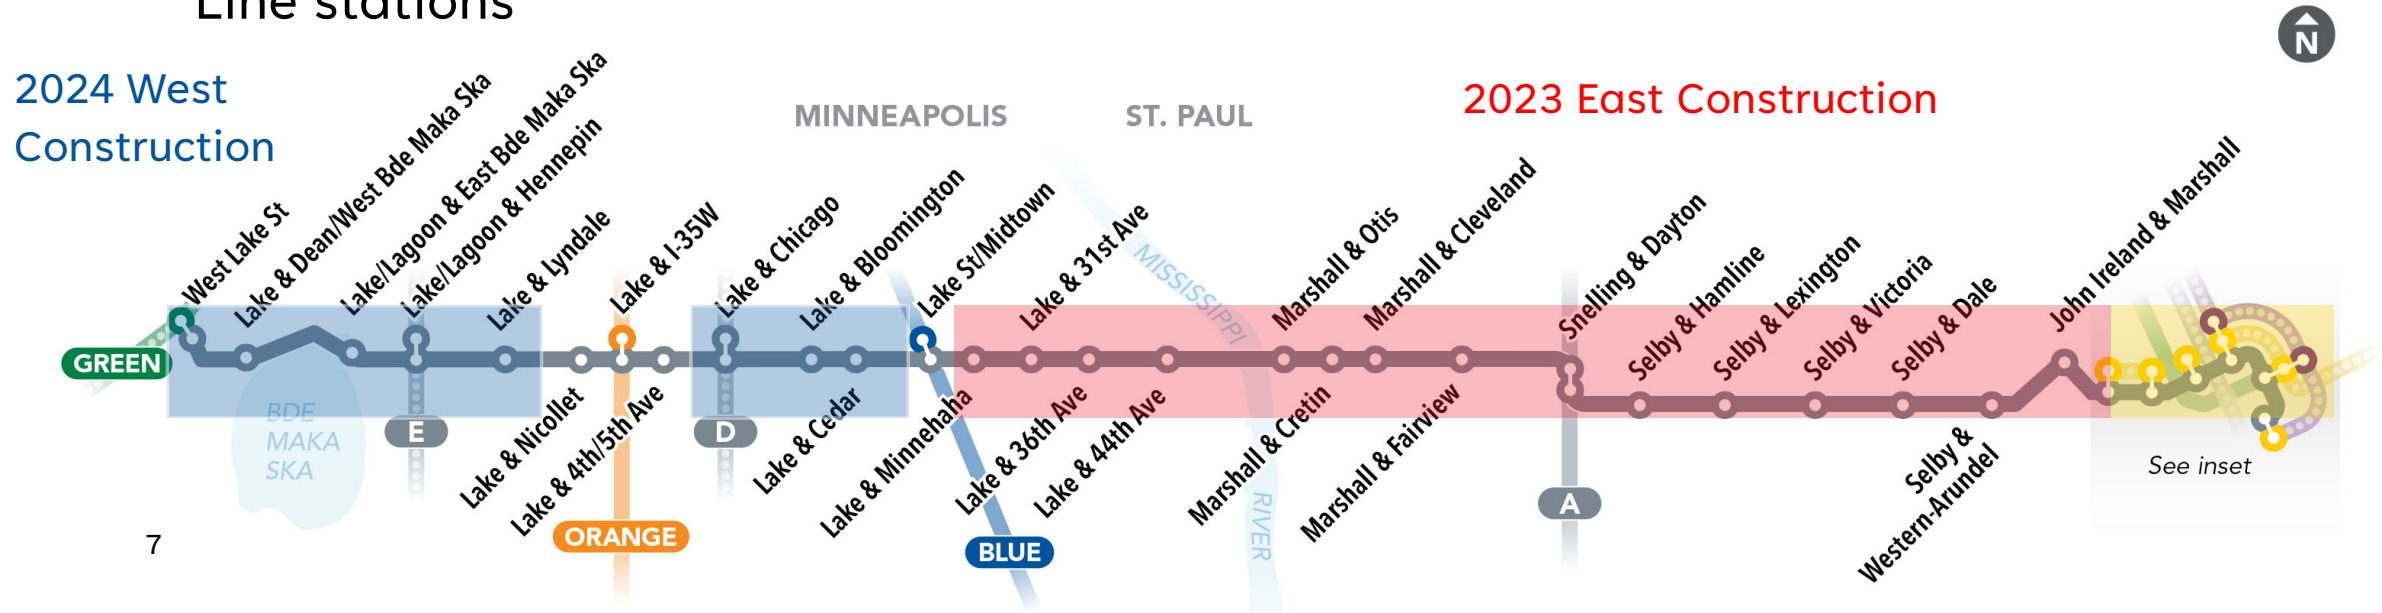 Line stations
N
2024 West
Construction
MINNEAPOLIS
ST. PAUL
2023 East Construction
West Lake St
Lake & Dean/West Bde Maka Ska
Lake/Lagoon & East Bde Maka Ska
Lake/Lagoon & Hennepin
Lake & Lyndale
Lake & I-35W
Lake & Chicago
Lake & Bloomington
Lake St/Midtown
Lake & 31st Ave
MISSISSIPPI
Marshall & Otis
Marshall & Cleveland
Snelling & Dayton
Selby & Hamline
Selby & Lexington
Selby & Victoria
Selby & Dale
John Ireland & Marshall
GREEN
BDE
MAKA
SKA
E
Lake & Nicollet
Lake & 4th/5th Ave
D
Lake & Cedar
Lake & Minnehaha
Lake & 36th Ave
Lake & 44th Ave
Marshall & Cretin
RIVER
Marshall & Fairview
A
Selby &
Western-Arundel
See inset
ORANGE
BLUE
7